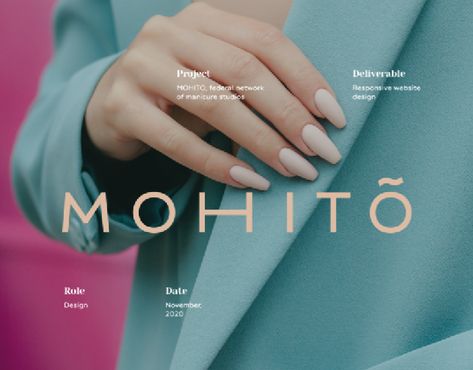 Project
MOHITO, federal network
of manicure studios
Deliverable
Responsive website
design
MOHITÕ
Role
Design
Date
November,
2020